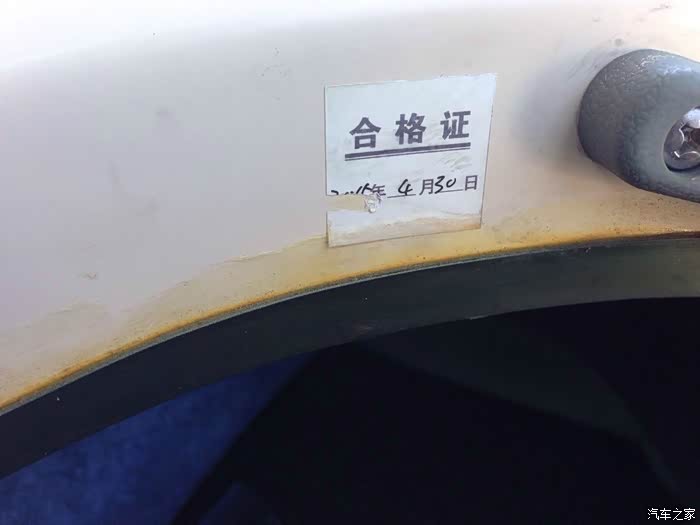 合格证
年 4月30日
汽车之家